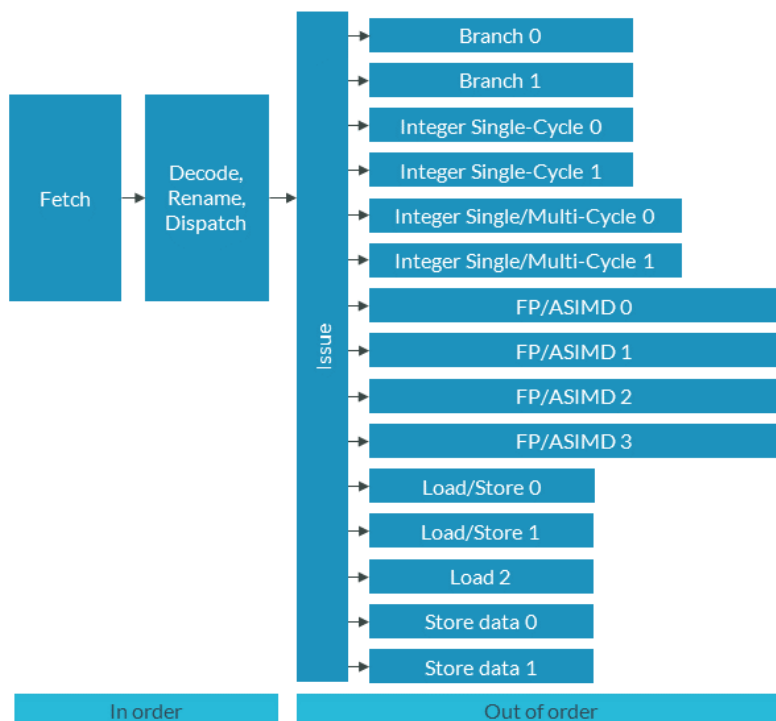 Fetch
Decode,
Rename,
Dispatch
Issue
Branch 0
Branch 1
Integer Single-Cycle 0
Integer Single-Cycle 1
Integer Single/Multi-Cycle 0
Integer Single/Multi-Cycle 1
FP/ASIMD 0
FP/ASIMD 1
FP/ASIMD 2
FP/ASIMD 3
Load/Store 0
Load/Store 1
Load 2
Store data 0
Store data 1
In order
Out of order